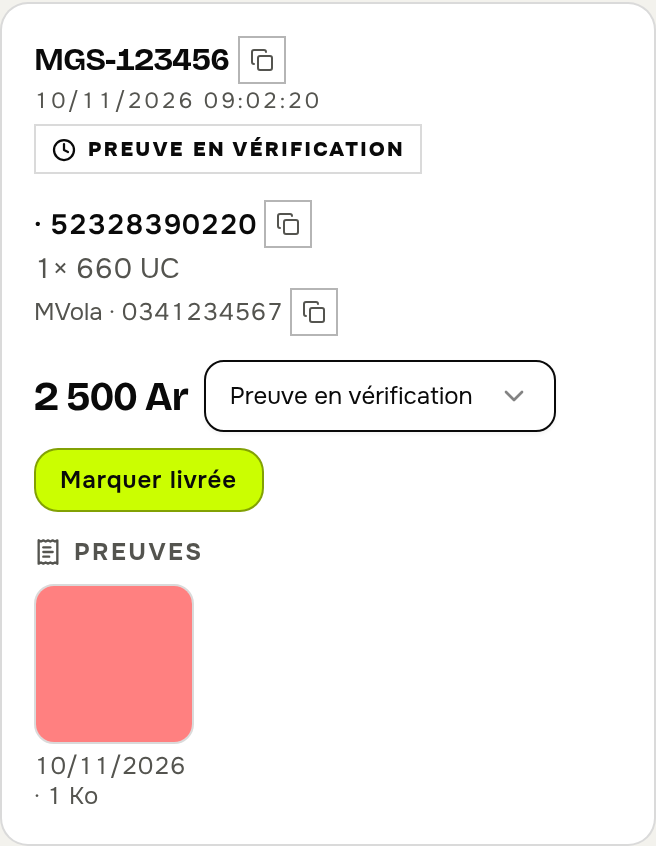 MGS-123456
10/11/2026 09:02:20
PREUVE EN VÉRIFICATION
· 52328390220
1× 660 UC
MVola · 0341234567
2 500 Ar
Preuve en vérification
Marquer livrée
PREUVES
10/11/2026
· 1 Ko